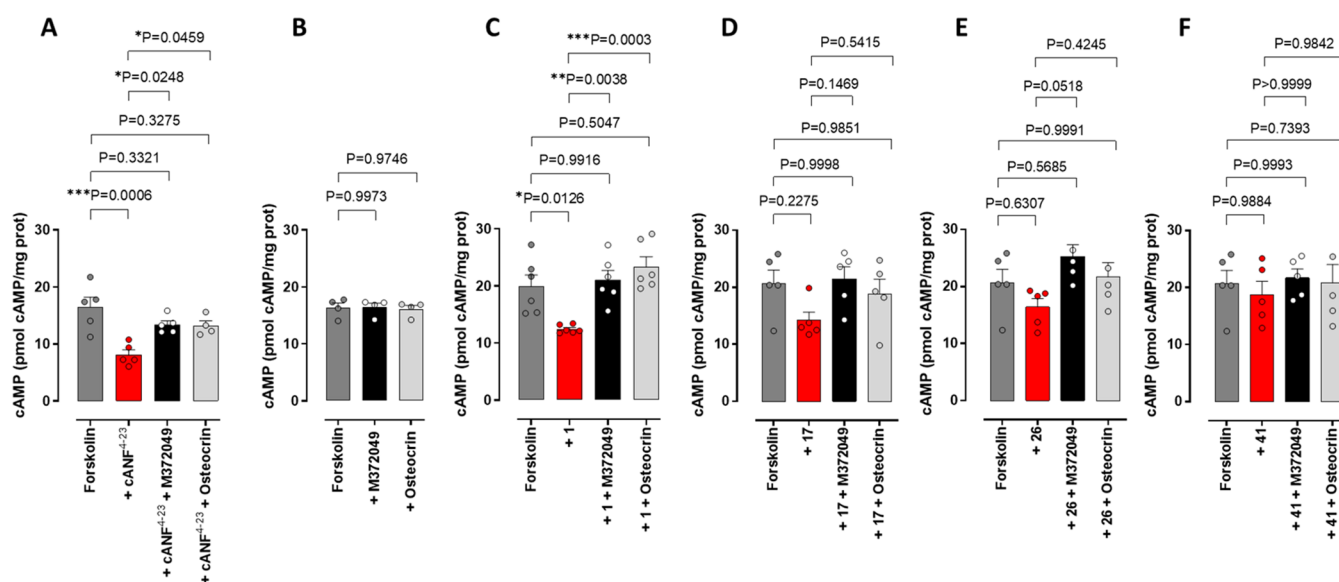 A
*P=0.0459
*P=0.0248
P=0.3275
P=0.3321
***P=0.0006
cAMP (pmol cAMP/mg prot)
30
20
10
0
Forskolin
+ cANF4-23
+ cANF4-23 + M372049
+ cANF4-23 + Osteocrin
B
P=0.9746
P=0.9973
cAMP (pmol cAMP/mg prot)
30
20
10
0
Forskolin
+ M372049
+ Osteocrin
C
***P=0.0003
**P=0.0038
P=0.5047
P=0.9916
*P=0.0126
cAMP (pmol cAMP/mg prot)
30
20
10
0
Forskolin
+ 1
+ 1 + M372049
+ 1 + Osteocrin
D
P=0.5415
P=0.1469
P=0.9851
P=0.9998
P=0.2275
cAMP (pmol cAMP/mg prot)
30
20
10
0
Forskolin
+ 17
+ 17 + M372049
+ 17 + Osteocrin
E
P=0.4245
P=0.0518
P=0.9991
P=0.5685
P=0.6307
cAMP (pmol cAMP/mg prot)
30
20
10
0
Forskolin
+ 26
+ 26 + M372049
+ 26 + Osteocrin
F
P=0.9842
P>0.9999
P=0.7393
P=0.9993
P=0.9884
cAMP (pmol cAMP/mg prot)
30
20
10
0
Forskolin
+ 41
+ 41 + M372049
+ 41 + Osteocrin